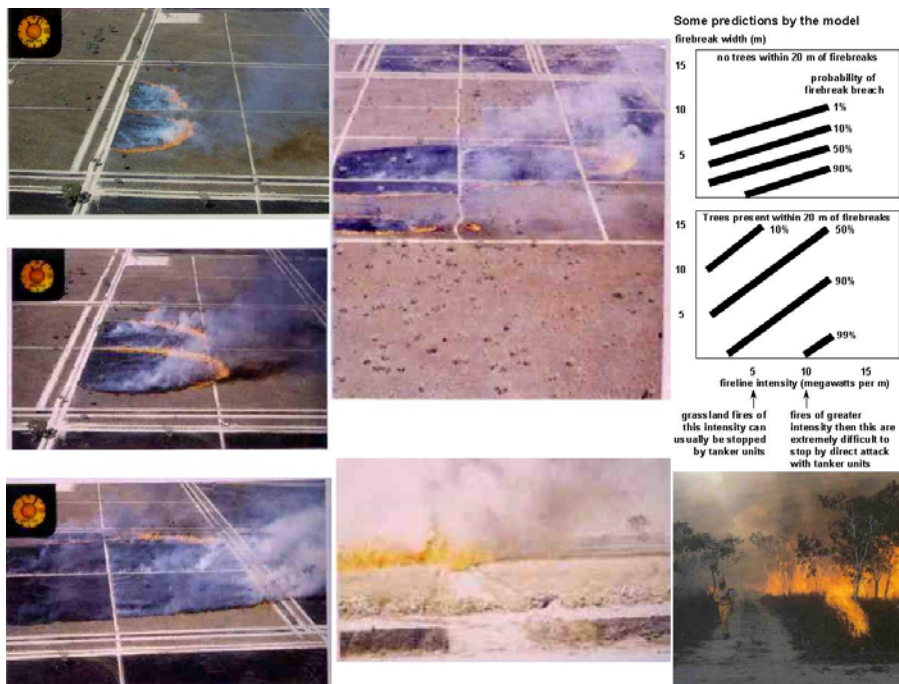 Some predictions by the model
firebreak width (m)
no trees within 20 m of firebreaks
probability of
firebreak breach
15
10
5
1%
10%
50%
90%
Trees present within 20 m of firebreaks
15
10
5
10%
50%
90%
99%
5
10
15
fireline intensity (megawatts per m)
grassland fires of
this intensity can
usually be stopped
by tanker units
fires of greater
intensity then this are
extremely difficult to
stop by direct attack
with tanker units